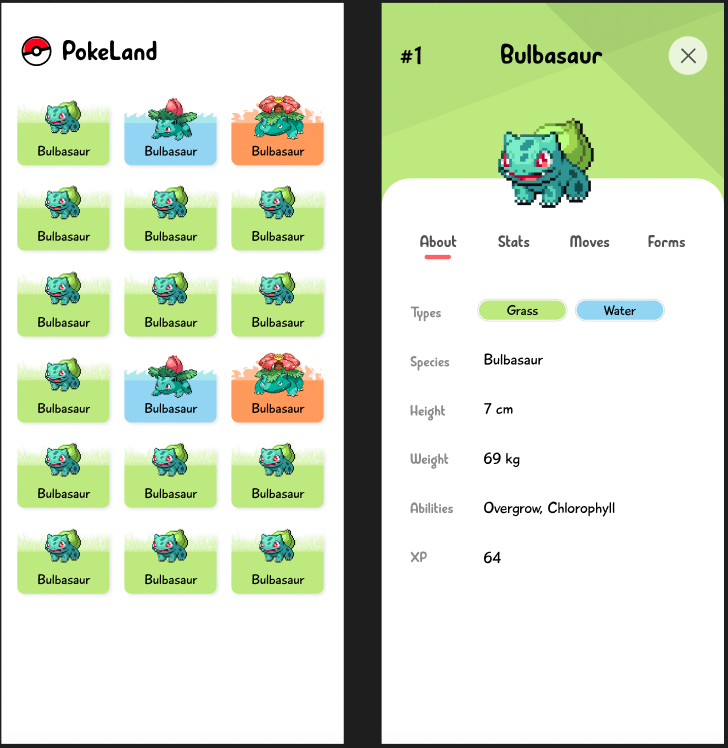 PokeLand
Bulbasaur Bulbasaur Bulbasaur
Bulbasaur Bulbasaur Bulbasaur
Bulbasaur Bulbasaur Bulbasaur
Bulbasaur Bulbasaur Bulbasaur
Bulbasaur Bulbasaur Bulbasaur
Bulbasaur Bulbasaur Bulbasaur
#1 Bulbasaur
About Stats Moves Forms
Types Grass Water
Species Bulbasaur
Height 7 cm
Weight 69 kg
Abilities Overgrow, Chlorophyll
XP 64